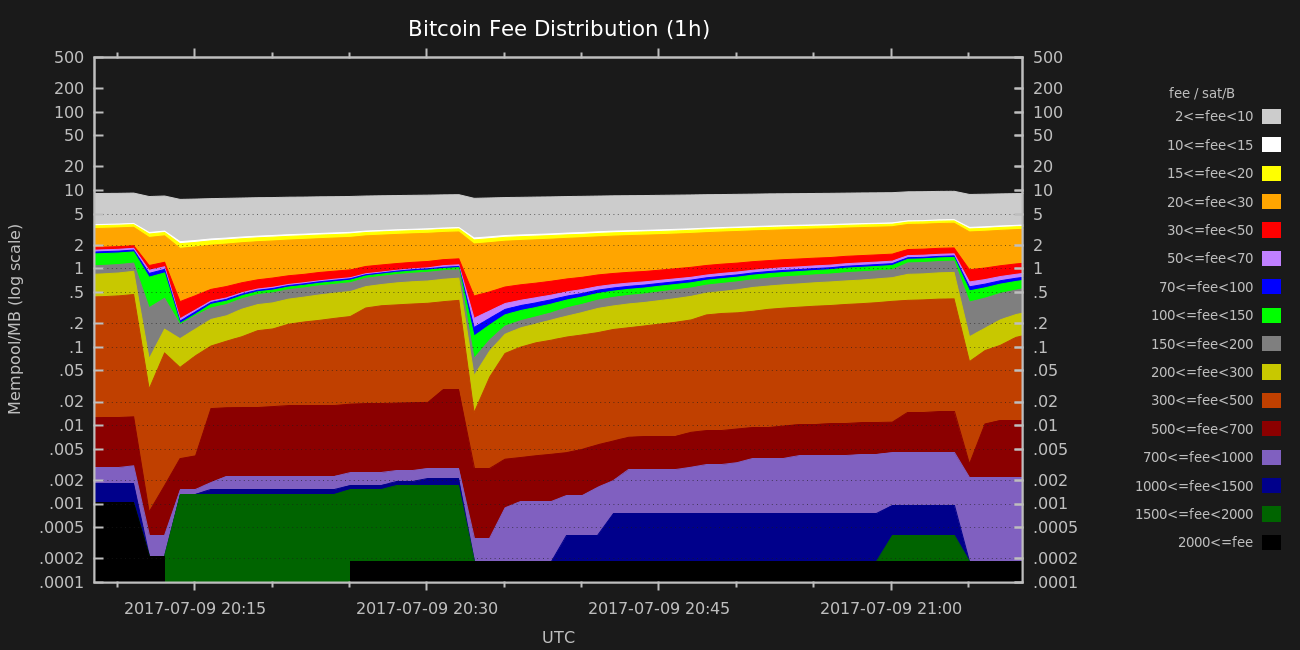 Bitcoin Fee Distribution (1h)
500 500
200 200
100 100
50 50
20 20
10 10
5 5
2 2
1 1
.5 .5
.2 .2
.1 .1
.05 .05
.02 .02
.01 .01
.005 .005
.002 .002
.001 .001
.0005 .0005
.0002 .0002
.0001 .0001
Mempool/MB (log scale)
2017-07-09 20:15 2017-07-09 20:30 2017-07-09 20:45 2017-07-09 21:00
UTC
fee / sat/B
2<=fee<10
10<=fee<15
15<=fee<20
20<=fee<30
30<=fee<50
50<=fee<70
70<=fee<100
100<=fee<150
150<=fee<200
200<=fee<300
300<=fee<500
500<=fee<700
700<=fee<1000
1000<=fee<1500
1500<=fee<2000
2000<=fee